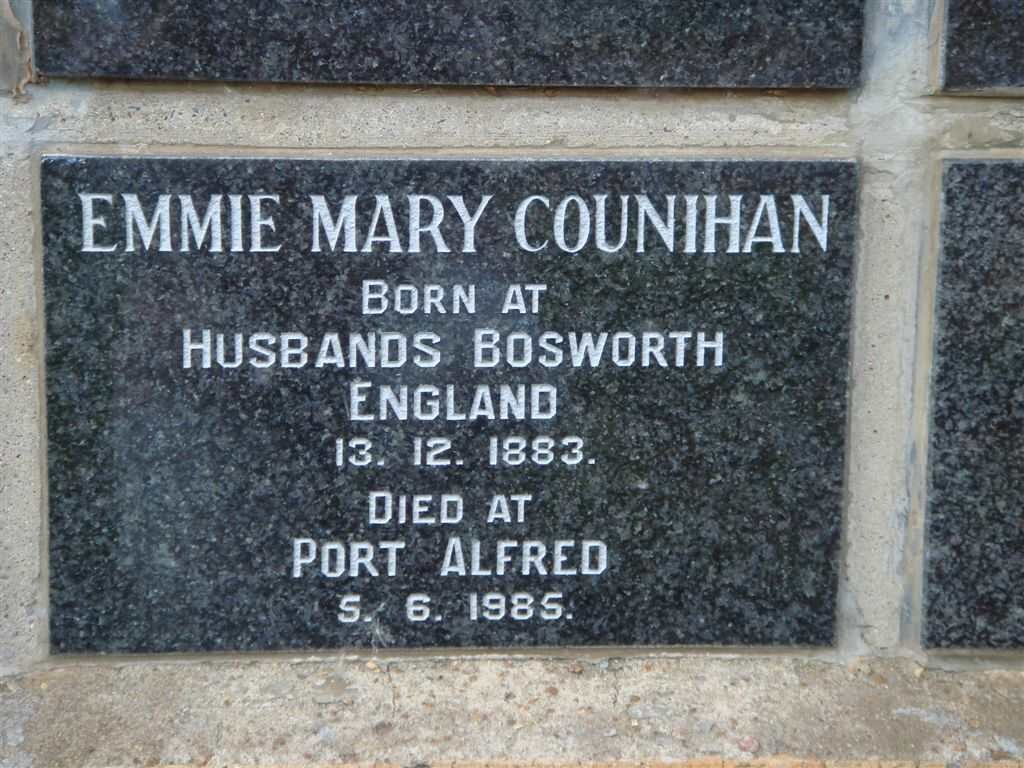 EMMIE MARY COUNIHAN
BORN AT
HUSBANDS BOSWORTH
ENGLAND
13. 12. 1883.
DIED AT
PORT ALFRED
5. 6. 1985.